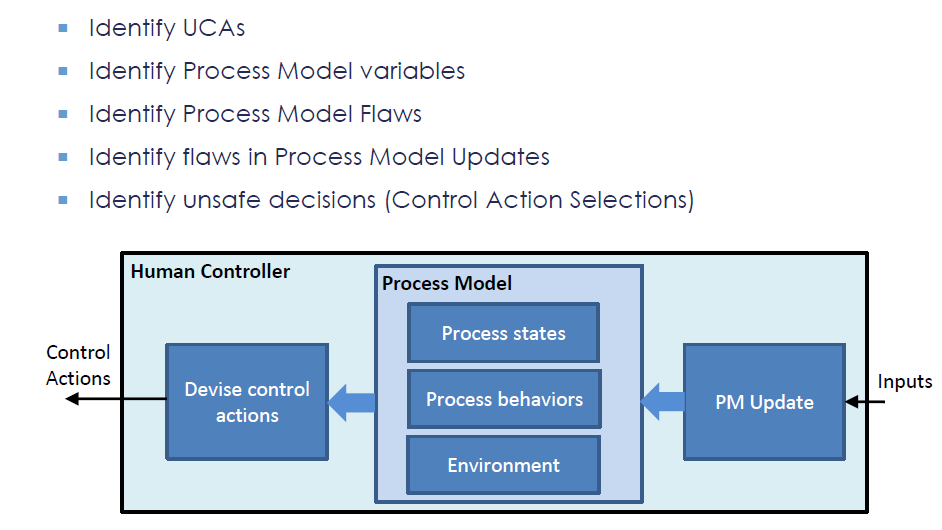 Identify UCAs
Identify Process Model variables
Identify Process Model Flaws
Identify flaws in Process Model Updates
Identify unsafe decisions (Control Action Selections)
Human Controller
Process Model
Process states
Control
Actions
Devise control
actions
Process behaviors
PM Update
Inputs
Environment